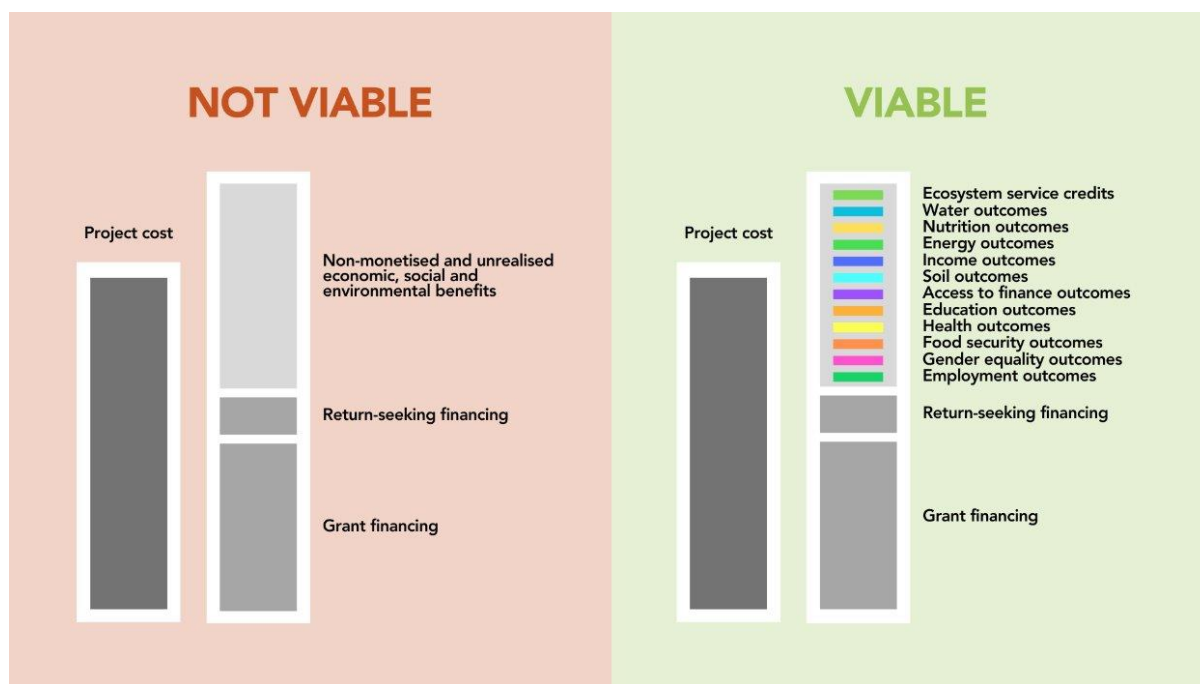 NOT VIABLE
Project cost
Non-monetised and unrealised
economic, social and
environmental benefits
Return-seeking financing
Grant financing
VIABLE
Project cost
Ecosystem service credits
Water outcomes
Nutrition outcomes
Energy outcomes
Income outcomes
Soil outcomes
Access to finance outcomes
Education outcomes
Health outcomes
Food security outcomes
Gender equality outcomes
Employment outcomes
Return-seeking financing
Grant financing